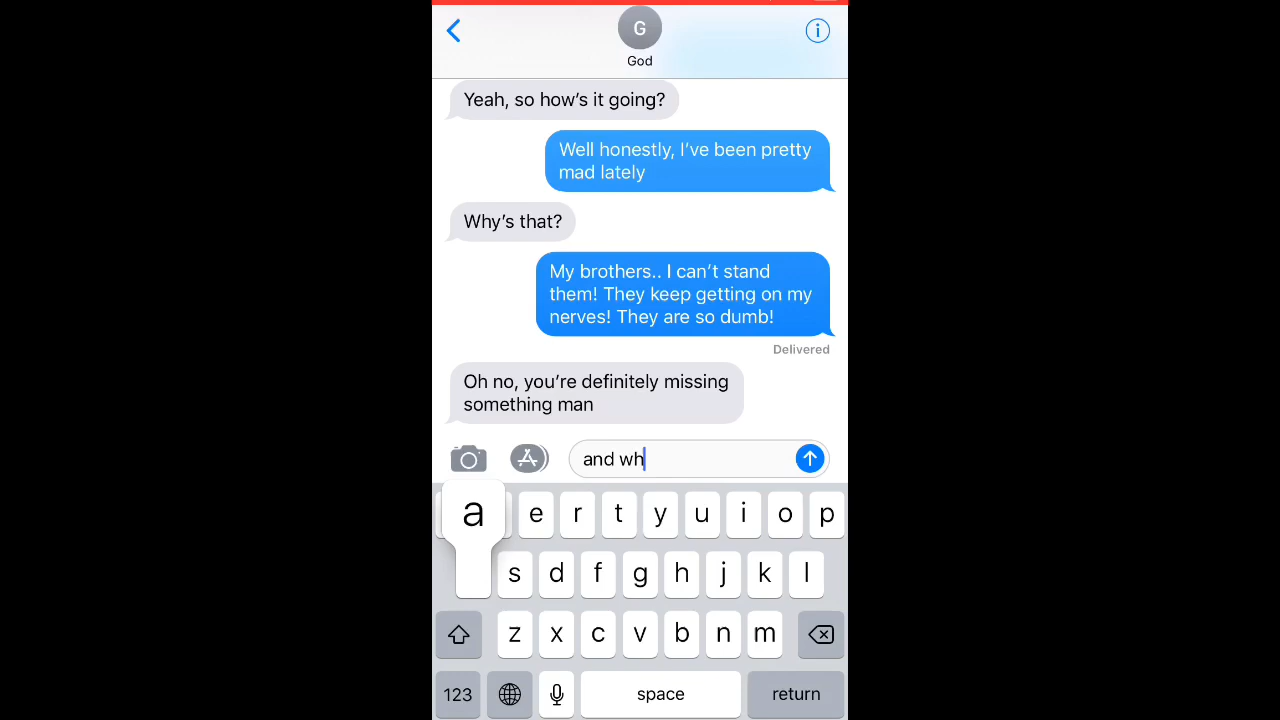 G
God
Yeah, so how’s it going?
Well honestly, I’ve been pretty
mad lately
Why’s that?
My brothers.. I can’t stand
them! They keep getting on my
nerves! They are so dumb!
Delivered
Oh no, you’re definitely missing
something man
and wh
a e r t y u i o p
s d f g h j k l
z x c v b n m
123 space return